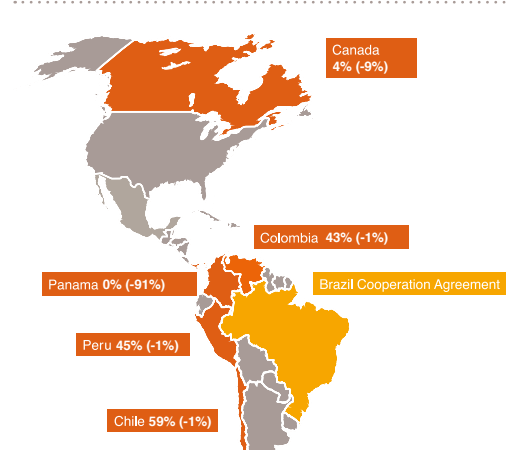 Canada
4% (-9%)
Colombia 43% (-1%)
Panama 0% (-91%)
Brazil Cooperation Agreement
Peru 45% (-1%)
Chile 59% (-1%)